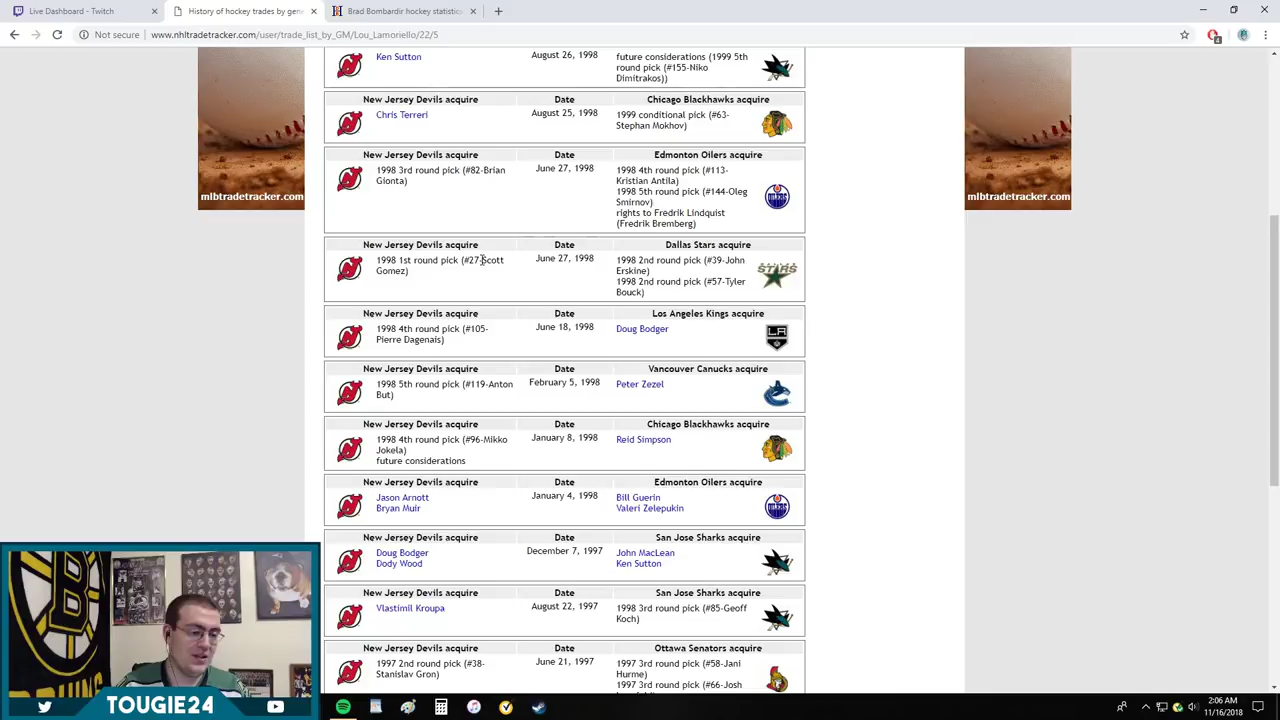 Live Dashboard - Twitch
History of hockey trades by gene
Brad Bombardir hockey statistics
Not secure
www.nhltradetracker.com/user/trade_list_by_GM/Lou_Lamoriello/22/5
mlbtradetracker.com
mlbtradetracker.com
Ken Sutton
August 26, 1998
future considerations (1999 5th
round pick (#155-Niko
Dimitrakos))
New Jersey Devils acquire
Date
Chicago Blackhawks acquire
Chris Terreri
August 25, 1998
1999 conditional pick (#63-
Stephan Mokhov)
New Jersey Devils acquire
Date
Edmonton Oilers acquire
1998 3rd round pick (#82-Brian
Gionta)
June 27, 1998
1998 4th round pick (#113-
Kristian Antila)
1998 5th round pick (#144-Oleg
Smirnov)
rights to Fredrik Lindquist
(Fredrik Bremberg)
New Jersey Devils acquire
Date
Dallas Stars acquire
1998 1st round pick (#27-Scott
Gomez)
June 27, 1998
1998 2nd round pick (#39-John
Erskine)
1998 2nd round pick (#57-Tyler
Bouck)
STARS
New Jersey Devils acquire
Date
Los Angeles Kings acquire
1998 4th round pick (#105-
Pierre Dagenais)
June 18, 1998
Doug Bodger
LA
New Jersey Devils acquire
Date
Vancouver Canucks acquire
1998 5th round pick (#119-Anton
But)
February 5, 1998
Peter Zezel
New Jersey Devils acquire
Date
Chicago Blackhawks acquire
1998 4th round pick (#96-Mikko
Jokela)
future considerations
January 8, 1998
Reid Simpson
New Jersey Devils acquire
Date
Edmonton Oilers acquire
Jason Arnott
Bryan Muir
January 4, 1998
Bill Guerin
Valeri Zelepukin
New Jersey Devils acquire
Date
San Jose Sharks acquire
Doug Bodger
Dody Wood
December 7, 1997
John MacLean
Ken Sutton
New Jersey Devils acquire
Date
San Jose Sharks acquire
Vlastimil Kroupa
August 22, 1997
1998 3rd round pick (#85-Geoff
Koch)
New Jersey Devils acquire
Date
Ottawa Senators acquire
1997 2nd round pick (#38-
Stanislav Gron)
June 21, 1997
1997 3rd round pick (#58-Jani
Hurme)
1997 3rd round pick (#66-Josh
B
TOUGIE24
2:06 AM
11/16/2018